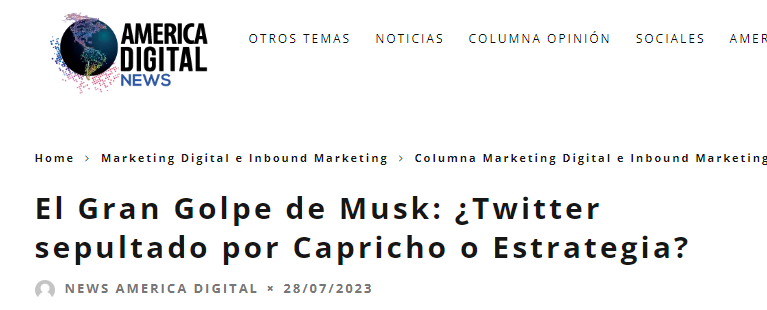 AMERICA
DIGITAL
NEWS
OTROS TEMAS NOTICIAS COLUMNA OPINIÓN SOCIALES AMER
Home > Marketing Digital e Inbound Marketing > Columna Marketing Digital e Inbound Marketing
El Gran Golpe de Musk: ¿Twitter
sepultado por Capricho o Estrategia?
NEWS AMERICA DIGITAL × 28/07/2023